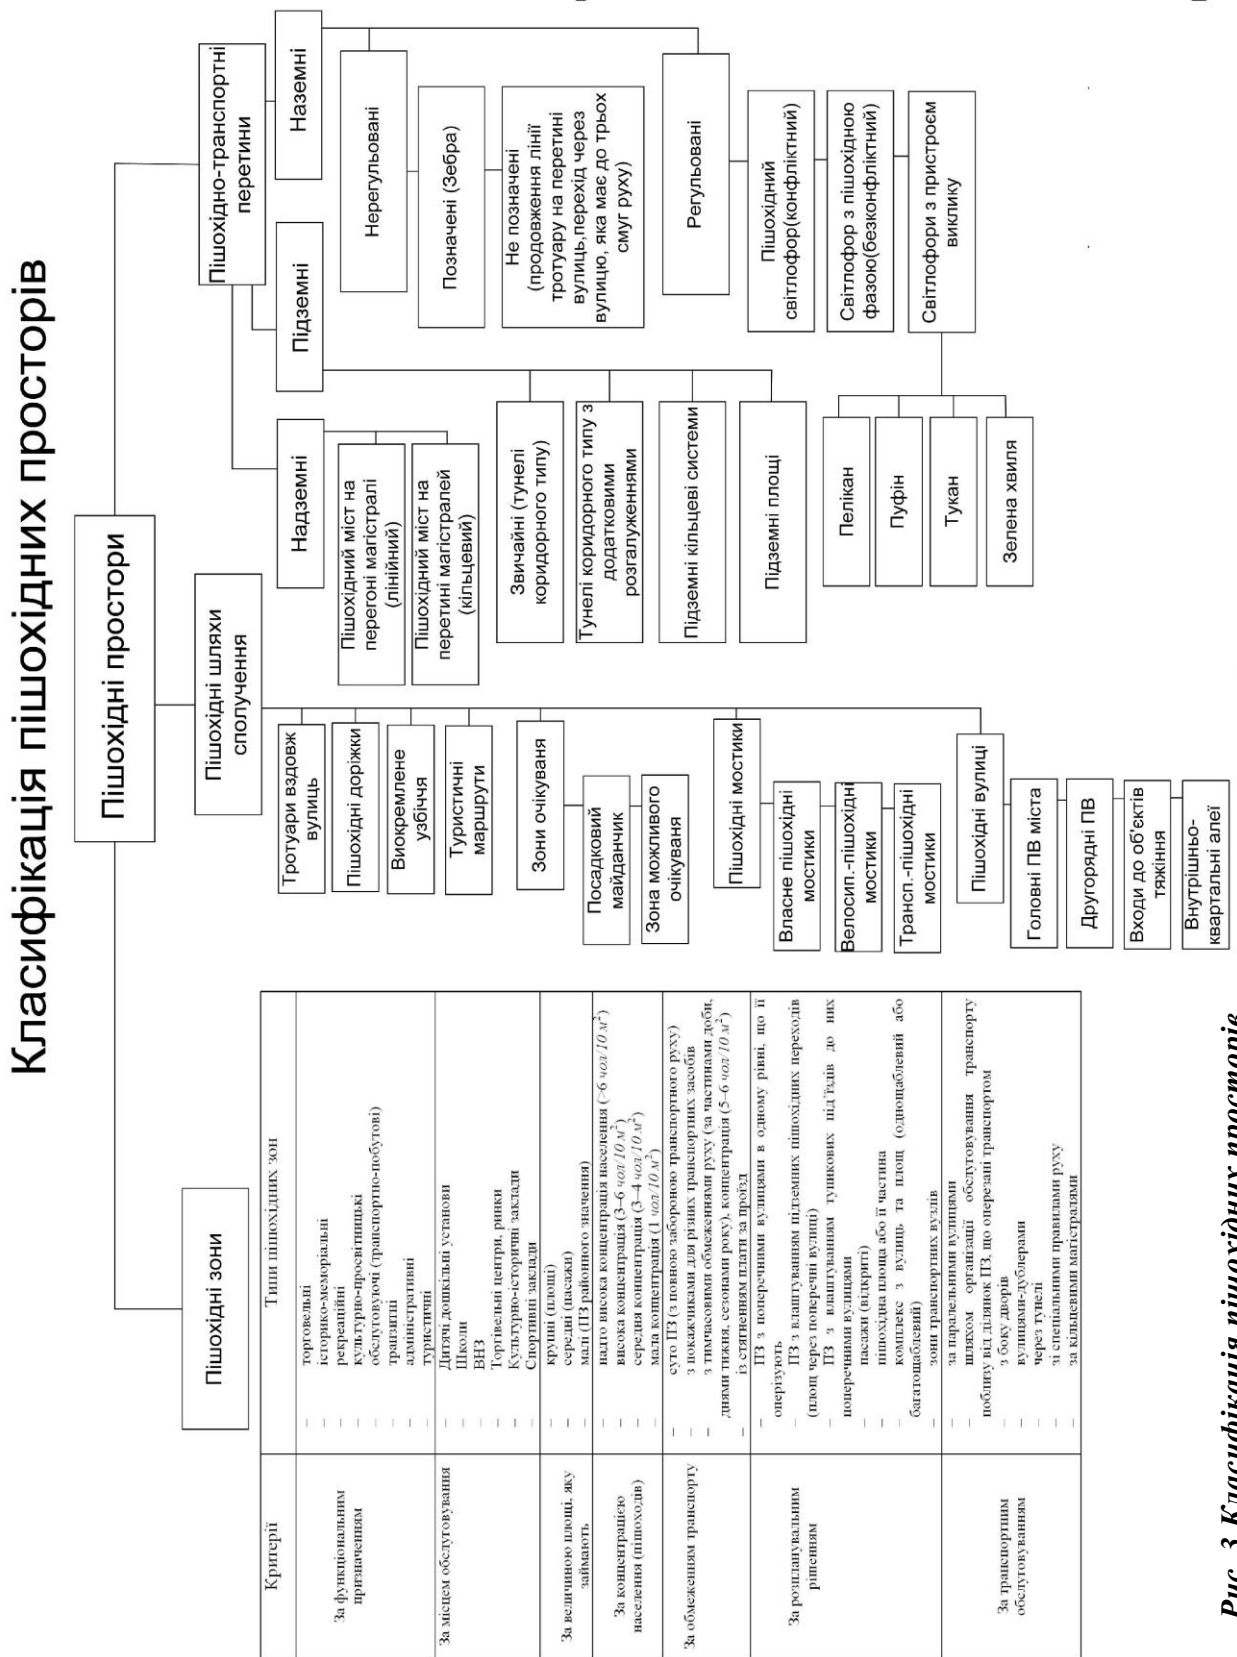 Класифікація пішохідних просторів
Пішохідні простори
Пішохідні зони
Критерії
Типи пішохідних зон
За функціональним
призначенням
– торговельні
– історико-меморіальні
– рекреаційні
– культурно-просвітницькі
– обслуговуючі (транспортно-побутові)
– транзитні
– адміністративні
– туристичні
За місцем обслуговування
– Дитячі дошкільні установи
– Школи
– ВНЗ
– Торгівельні центри, ринки
– Культурно-історичні заклади
– Спортивні заклади
За величиною площі, яку
займають
– крупні (площі)
– середні (пасажи)
– малі (ПЗ районного значення)
За концентрацією
населення (пішоходів)
– надто висока концентрація населення (>6 чол/10 м²)
– висока концентрація (3–6 чол/10 м²)
– середня концентрація (3–4 чол/10 м²)
– мала концентрація (1 чол/10 м²)
За обмеженням транспорту
– суто ПЗ (з повною забороною транспортного руху)
– з покажчиками для різних транспортних засобів
– з тимчасовими обмеженнями руху (за частинами доби,
днями тижня, сезонами року), концентрація (5–6 чол/10 м²)
– із стягненням плати за проїзд
За розпланувальним
рішенням
– ПЗ з поперечними вулицями в одному рівні, що її
оперізують
– ПЗ з влаштуванням підземних пішохідних переходів
(площ через поперечні вулиці)
– ПЗ з влаштуванням тупикових під'їздів до них
поперечними вулицями
– пасажи (відкриті)
– пішохідна площа або її частина
– комплекс з вулиць та площ (однощаблевий або
багатощаблевий)
– зони транспортних вузлів
За транспортним
обслуговуванням
– за паралельними вулицями
– шляхом організації обслуговування транспорту
поблизу від ділянок ПЗ, що оперезані транспортом
– з боку дворів
– вулицями-дублерами
– через тунелі
– зі спеціальними правилами руху
– за кільцевими магістралями
Пішохідні шляхи
сполучення
Тротуари вздовж
вулиць
Пішохідні доріжки
Виокремлене
узбіччя
Туристичні
маршрути
Зони очікуваня
Посадковий
майданчик
Зона можливого
очікуваня
Пішохідні мостики
Власне пішохідні
мостики
Велосип.-пішохідні
мостики
Трансп.-пішохідні
мостики
Пішохідні вулиці
Головні ПВ міста
Другорядні ПВ
Входи до об'єктів
тяжіння
Внутрішньо-
квартальні алеї
Пішохідно-транспортні
перетини
Надземні
Пішохідний міст на
перегоні магістралі
(лінійний)
Пішохідний міст на
перетині магістралей
(кільцевий)
Підземні
Звичайні (тунелі
коридорного типу)
Тунелі коридорного типу з
додатковими
розгалуженнями
Підземні кільцеві системи
Підземні площі
Наземні
Нерегульовані
Позначені (Зебра)
Не позначені
(продовження лінії
тротуару на перетині
вулиць,перехід через
вулицю, яка має до трьох
смуг руху)
Регульовані
Пішохідний
світлофор(конфліктний)
Світлофор з пішохідною
фазою(безконфліктний)
Світлофори з пристроєм
виклику
Пелікан
Пуфін
Тукан
Зелена хвиля
Рис. 3 Класифікація пішохідних просторів